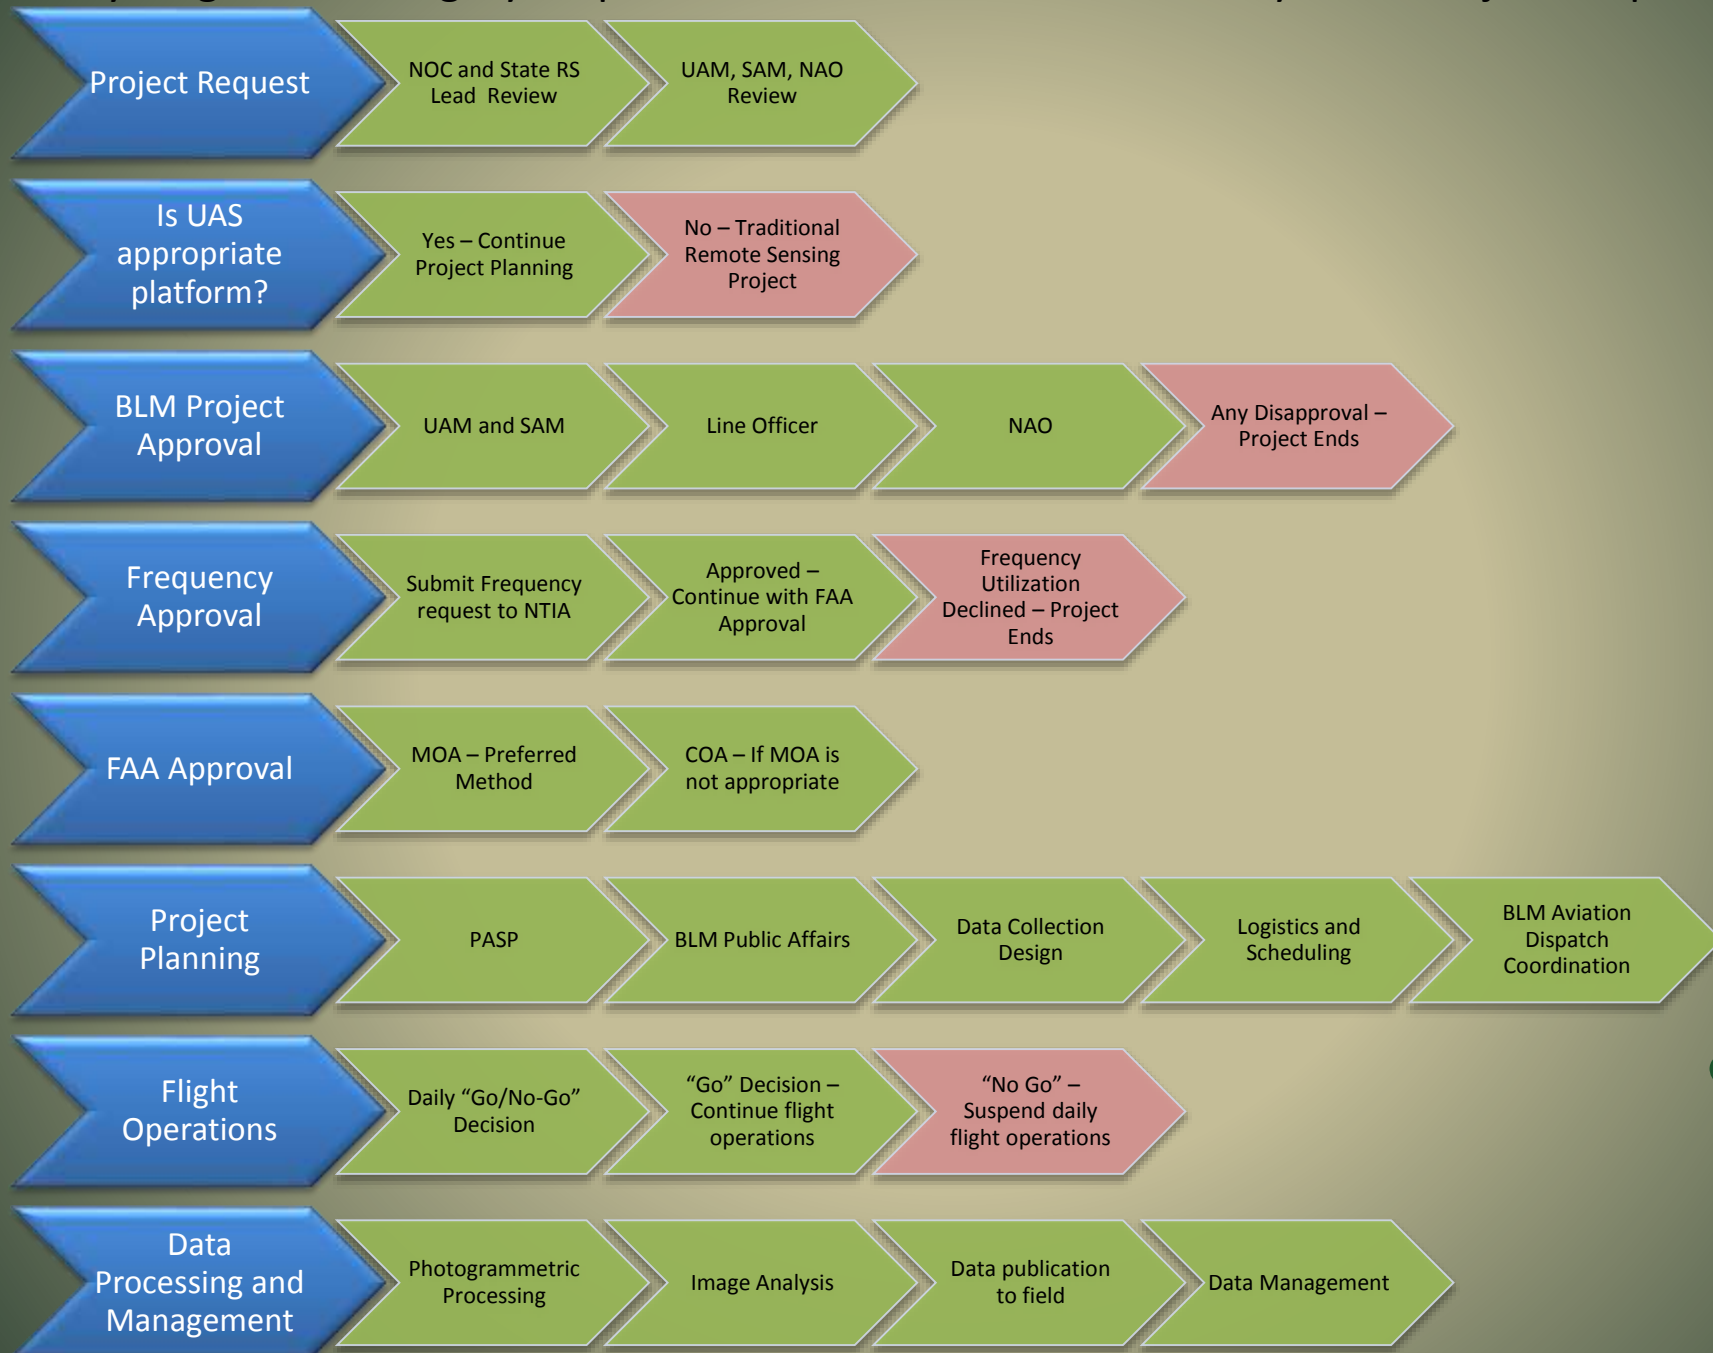 Project Request
NOC and State RS
Lead  Review
UAM, SAM, NAO
Review
Is UAS
appropriate
platform?
Yes – Continue
Project Planning
No – Traditional
Remote Sensing
Project
BLM Project
Approval
UAM and SAM
Line Officer
NAO
Any Disapproval –
Project Ends
Frequency
Approval
Submit Frequency
request to NTIA
Approved –
Continue with FAA
Approval
Frequency
Utilization
Declined – Project
Ends
FAA Approval
MOA – Preferred
Method
COA – If MOA is
not appropriate
Project
Planning
PASP
BLM Public Affairs
Data Collection
Design
Logistics and
Scheduling
BLM Aviation
Dispatch
Coordination
Flight
Operations
Daily “Go/No-Go”
Decision
“Go” Decision –
Continue flight
operations
“No Go” –
Suspend daily
flight operations
Data
Processing and
Management
Photogrammetric
Processing
Image Analysis
Data publication
to field
Data Management